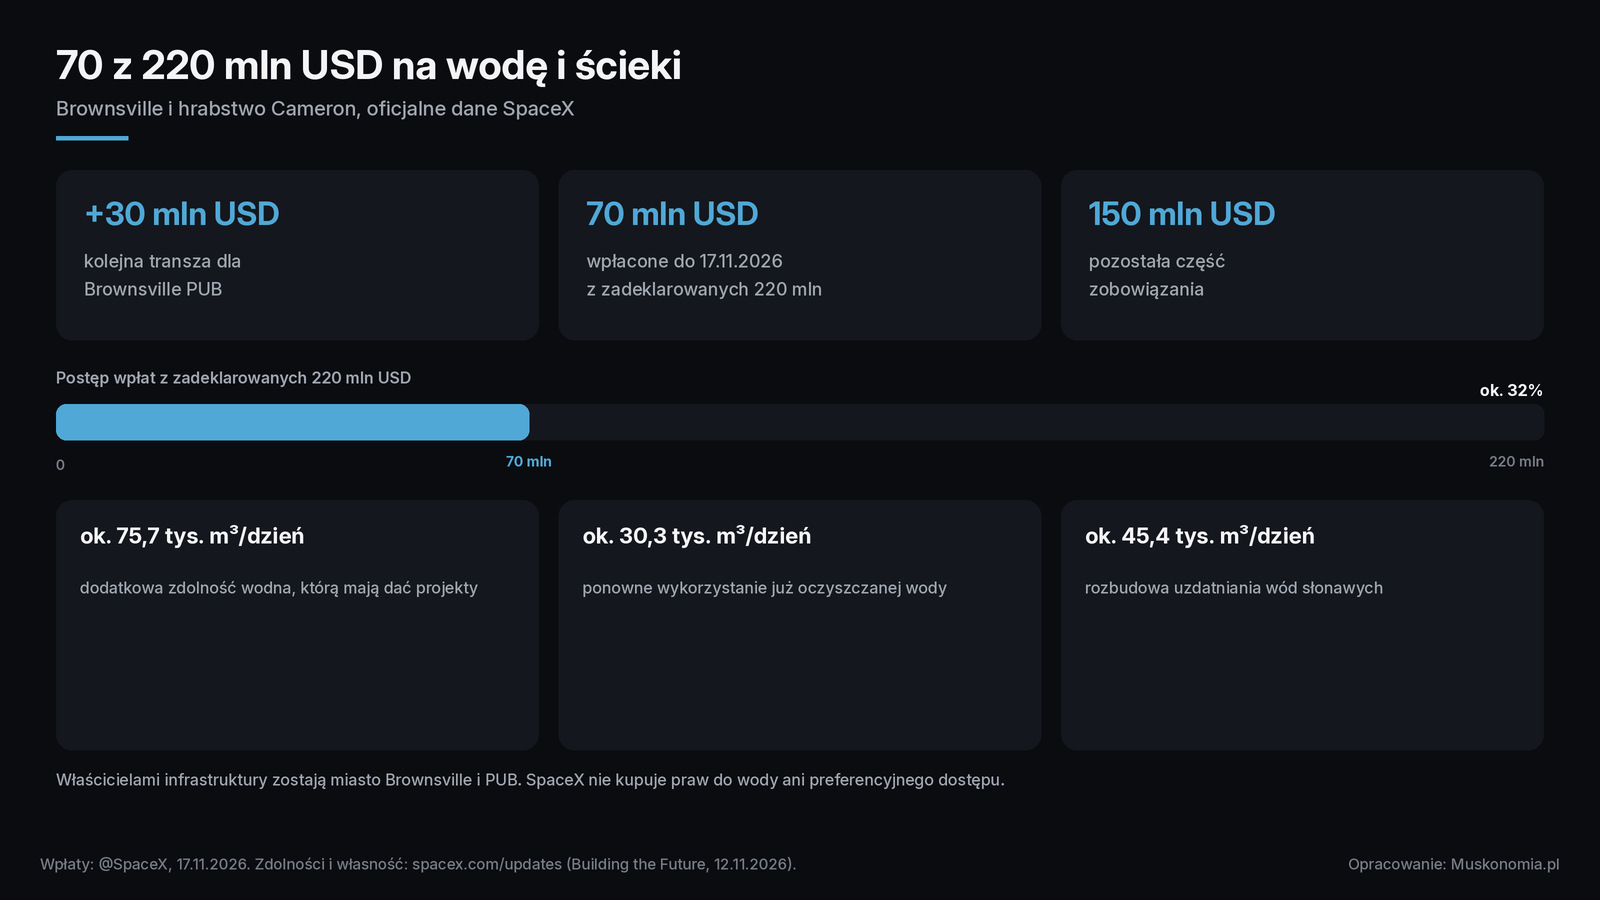 70 z 220 mln USD na wodę i ścieki
Brownsville i hrabstwo Cameron, oficjalne dane SpaceX
+30 mln USD
kolejna transza dla
Brownsville PUB
70 mln USD
wpłacone do 17.11.2026
z zadeklarowanych 220 mln
150 mln USD
pozostała część
zobowiązania
Postęp wpłat z zadeklarowanych 220 mln USD
ok. 32%
0
70 mln
220 mln
ok. 75,7 tys. m³/dzień
dodatkowa zdolność wodna, którą mają dać projekty
ok. 30,3 tys. m³/dzień
ponowne wykorzystanie już oczyszczanej wody
ok. 45,4 tys. m³/dzień
rozbudowa uzdatniania wód słonawych
Właścicielami infrastruktury zostają miasto Brownsville i PUB. SpaceX nie kupuje praw do wody ani preferencyjnego dostępu.
Wpłaty: @SpaceX, 17.11.2026. Zdolności i własność: spacex.com/updates (Building the Future, 12.11.2026).
Opracowanie: Muskonomia.pl